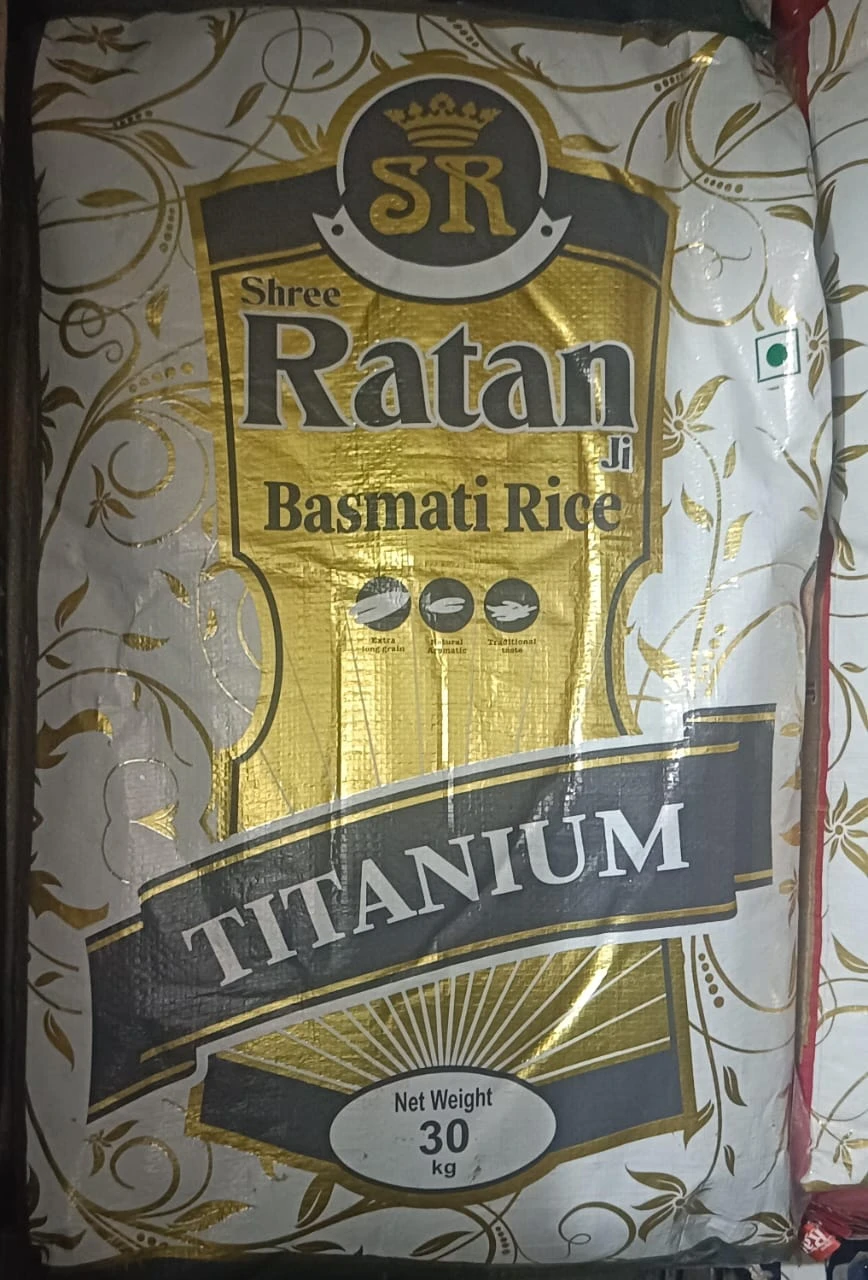 SR
Shree
Ratan
Ji
Basmati Rice
Extra
long grain
Natural
Aromatic
Traditional
taste
TITANIUM
Net Weight
30
kg